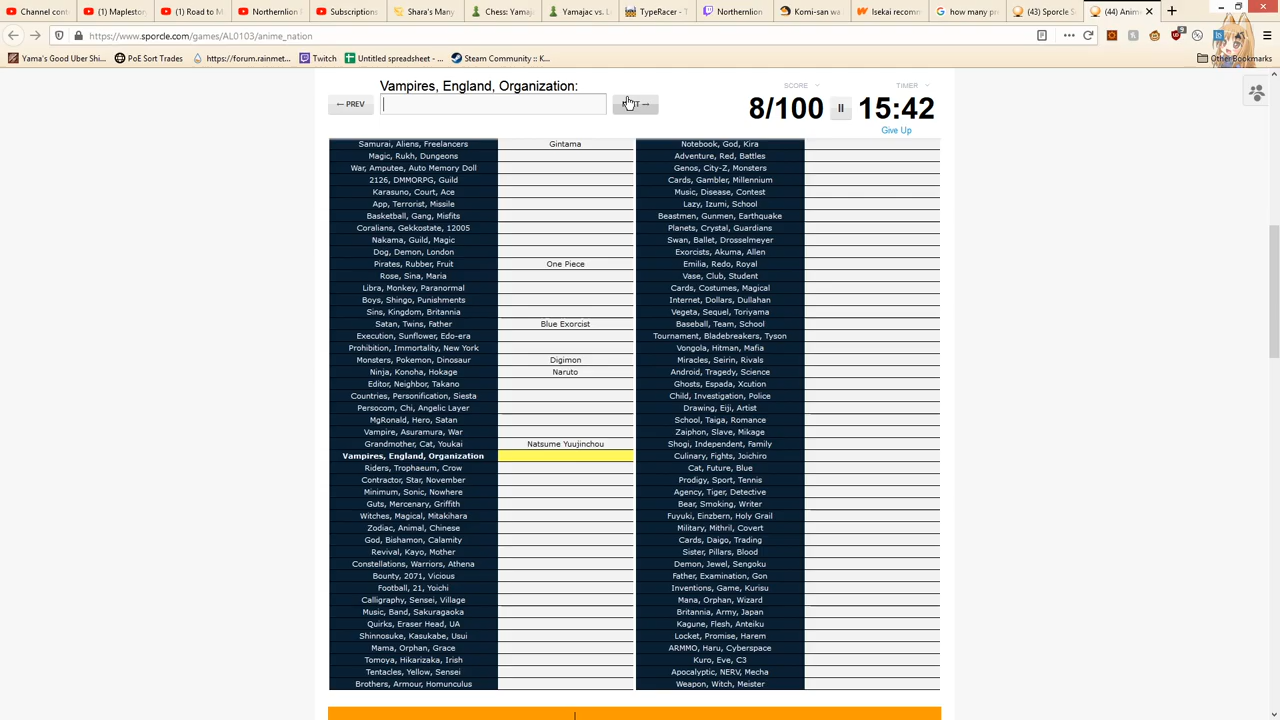 Channel cont
(1) Mapleston
(1) Road to M
Northernlion
Subscriptions
Shara's Many
Chess: Yamaj
Yamajac vs. L
TypeRacer - T
Northernlion
Komi-san wa
Isekai recomm
how many pr
(43) Sporcle S
(44) Anime
https://www.sporcle.com/games/AL0103/anime_nation
Yama's Good Uber Shi...
PoE Sort Trades
https://forum.rainmet...
Twitch
Untitled spreadsheet - ...
Steam Community :: K...
Other Bookmarks
Vampires, England, Organization:
← PREV
SCORE
8/100
TIMER
15:42
Give Up
Samurai, Aliens, Freelancers Gintama
Magic, Rukh, Dungeons
War, Amputee, Auto Memory Doll
2126, DMMORPG, Guild
Karasuno, Court, Ace
App, Terrorist, Missile
Basketball, Gang, Misfits
Coralians, Gekkostate, 12005
Nakama, Guild, Magic
Dog, Demon, London
Pirates, Rubber, Fruit One Piece
Rose, Sina, Maria
Libra, Monkey, Paranormal
Boys, Shingo, Punishments
Sins, Kingdom, Britannia
Satan, Twins, Father Blue Exorcist
Execution, Sunflower, Edo-era
Prohibition, Immortality, New York
Monsters, Pokemon, Dinosaur Digimon
Ninja, Konoha, Hokage Naruto
Editor, Neighbor, Takano
Countries, Personification, Siesta
Persocom, Chi, Angelic Layer
MgRonald, Hero, Satan
Vampire, Asuramura, War
Grandmother, Cat, Youkai Natsume Yuujinchou
Vampires, England, Organization
Riders, Trophaeum, Crow
Contractor, Star, November
Minimum, Sonic, Nowhere
Guts, Mercenary, Griffith
Witches, Magical, Mitakihara
Zodiac, Animal, Chinese
God, Bishamon, Calamity
Revival, Kayo, Mother
Constellations, Warriors, Athena
Bounty, 2071, Vicious
Football, 21, Yoichi
Calligraphy, Sensei, Village
Music, Band, Sakuragaoka
Quirks, Eraser Head, UA
Shinnosuke, Kasukabe, Usui
Mama, Orphan, Grace
Tomoya, Hikarizaka, Irish
Tentacles, Yellow, Sensei
Brothers, Armour, Homunculus
Notebook, God, Kira
Adventure, Red, Battles
Genos, City-Z, Monsters
Cards, Gambler, Millennium
Music, Disease, Contest
Lazy, Izumi, School
Beastmen, Gunmen, Earthquake
Planets, Crystal, Guardians
Swan, Ballet, Drosselmeyer
Exorcists, Akuma, Allen
Emilia, Redo, Royal
Vase, Club, Student
Cards, Costumes, Magical
Internet, Dollars, Dullahan
Vegeta, Sequel, Toriyama
Baseball, Team, School
Tournament, Bladebreakers, Tyson
Vongola, Hitman, Mafia
Miracles, Seirin, Rivals
Android, Tragedy, Science
Ghosts, Espada, Xcution
Child, Investigation, Police
Drawing, Eiji, Artist
School, Taiga, Romance
Zaiphon, Slave, Mikage
Shogi, Independent, Family
Culinary, Fights, Joichiro
Cat, Future, Blue
Prodigy, Sport, Tennis
Agency, Tiger, Detective
Bear, Smoking, Writer
Fuyuki, Einzbern, Holy Grail
Military, Mithril, Covert
Cards, Daigo, Trading
Sister, Pillars, Blood
Demon, Jewel, Sengoku
Father, Examination, Gon
Inventions, Game, Kurisu
Mana, Orphan, Wizard
Britannia, Army, Japan
Kagune, Flesh, Anteiku
Locket, Promise, Harem
ARMMO, Haru, Cyberspace
Kuro, Eve, C3
Apocalyptic, NERV, Mecha
Weapon, Witch, Meister